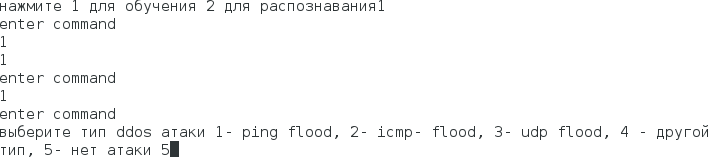 нажмите 1 для обучения 2 для распознавания1
enter command
1
1
enter command
1
enter command
выберите тип ddos атаки 1- ping flood, 2- icmp- flood, 3- udp flood, 4 - другой
тип, 5- нет атаки 5